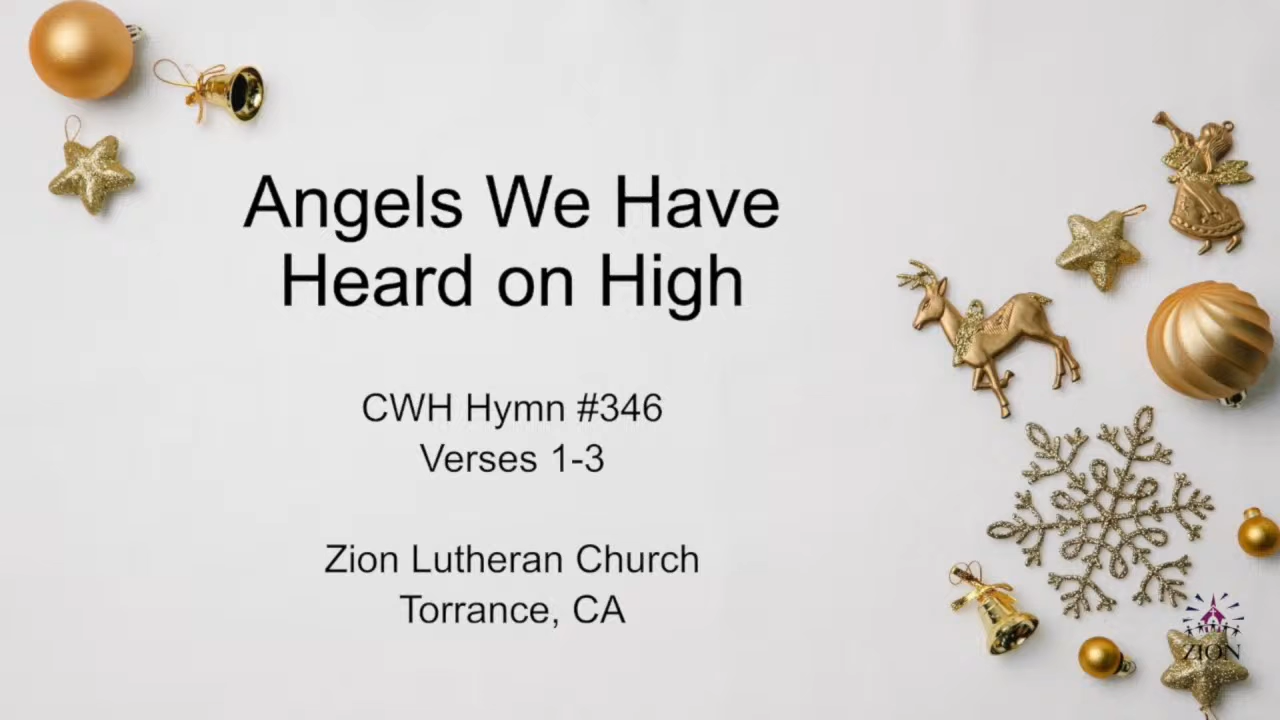 Angels We Have
Heard on High
CWH Hymn #346
Verses 1-3
Zion Lutheran Church
Torrance, CA
ZION